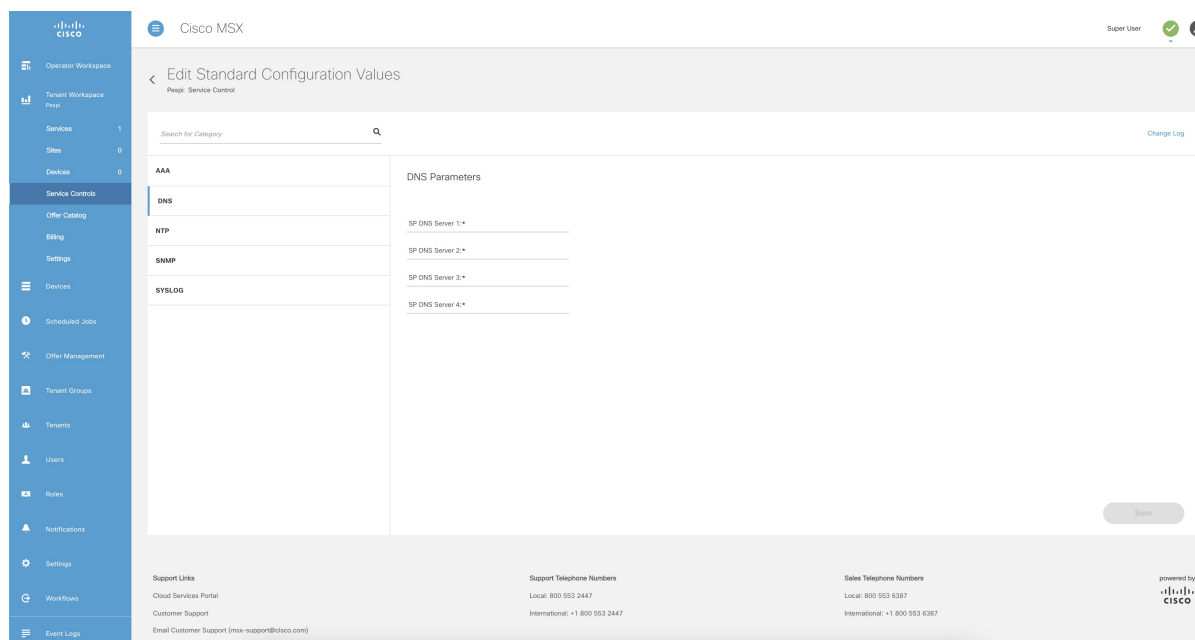 CISCO
Cisco MSX
Super User
Operator Workspace
Tenant Workspace
Pespi
Services 1
Sites 0
Devices 0
Service Controls
Offer Catalog
Billing
Settings
Devices
Scheduled Jobs
Offer Management
Tenant Groups
Tenants
Users
Roles
Notifications
Settings
Workflows
Event Logs
Edit Standard Configuration Values
Pespi: Service Control
Search for Category
Change Log
AAA
DNS
NTP
SNMP
SYSLOG
DNS Parameters
SP DNS Server 1:*
SP DNS Server 2:*
SP DNS Server 3:*
SP DNS Server 4:*
Save
Support Links
Cloud Services Portal
Customer Support
Email Customer Support (msx-support@cisco.com)
Support Telephone Numbers
Local: 800 553 2447
International: +1 800 553 2447
Sales Telephone Numbers
Local: 800 553 6387
International: +1 800 553 6387
powered by
CISCO